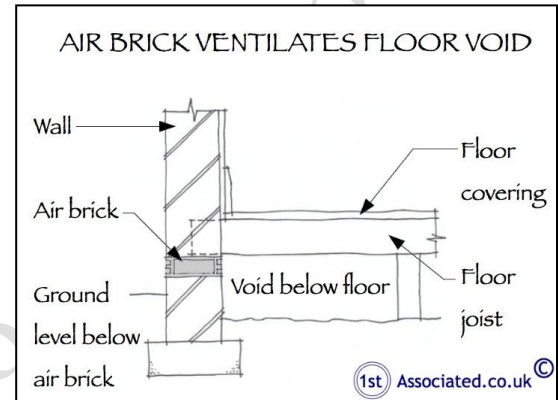 AIR BRICK VENTILATES FLOOR VOID
Wall
Air brick
Ground
level below
air brick
Void below floor
Floor
covering
Floor
joist
1st Associated.co.uk ©